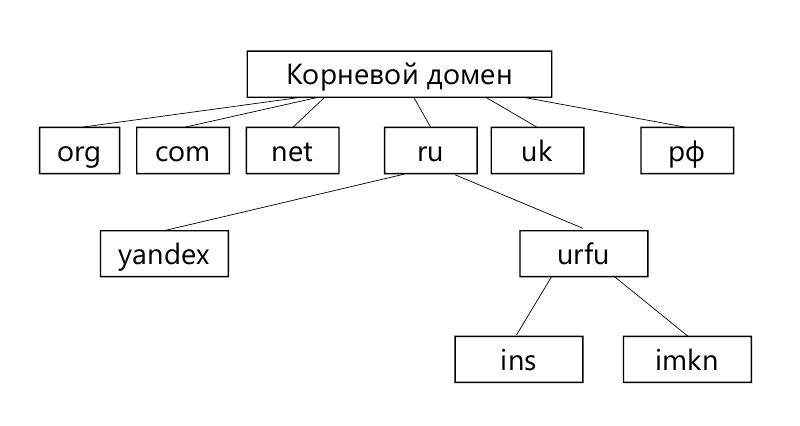 Корневой домен
org com net ru uk рф
yandex urfu
ins imkn